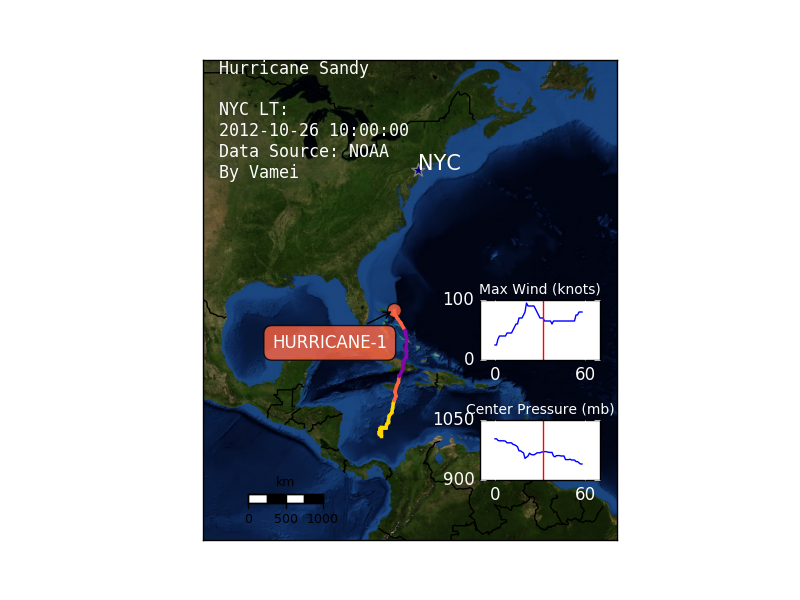 Hurricane Sandy
NYC LT:
2012-10-26 10:00:00
Data Source: NOAA
By Vamei
NYC
Max Wind (knots)
100
0
0 60
HURRICANE-1
Center Pressure (mb)
1050
900
0 60
km
0 500 1000